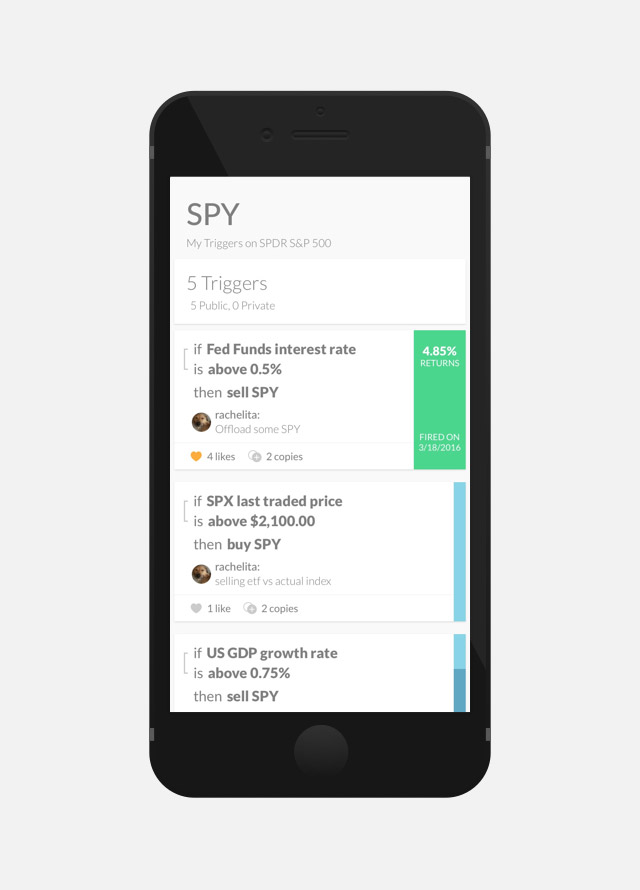 SPY
My Triggers on SPDR S&P 500
5 Triggers
5 Public, 0 Private
if Fed Funds interest rate
is above 0.5%
then sell SPY
rachelita:
Offload some SPY
4 likes 2 copies
4.85%
RETURNS
FIRED ON
3/18/2016
if SPX last traded price
is above $2,100.00
then buy SPY
rachelita:
selling etf vs actual index
1 like 2 copies
if US GDP growth rate
is above 0.75%
then sell SPY